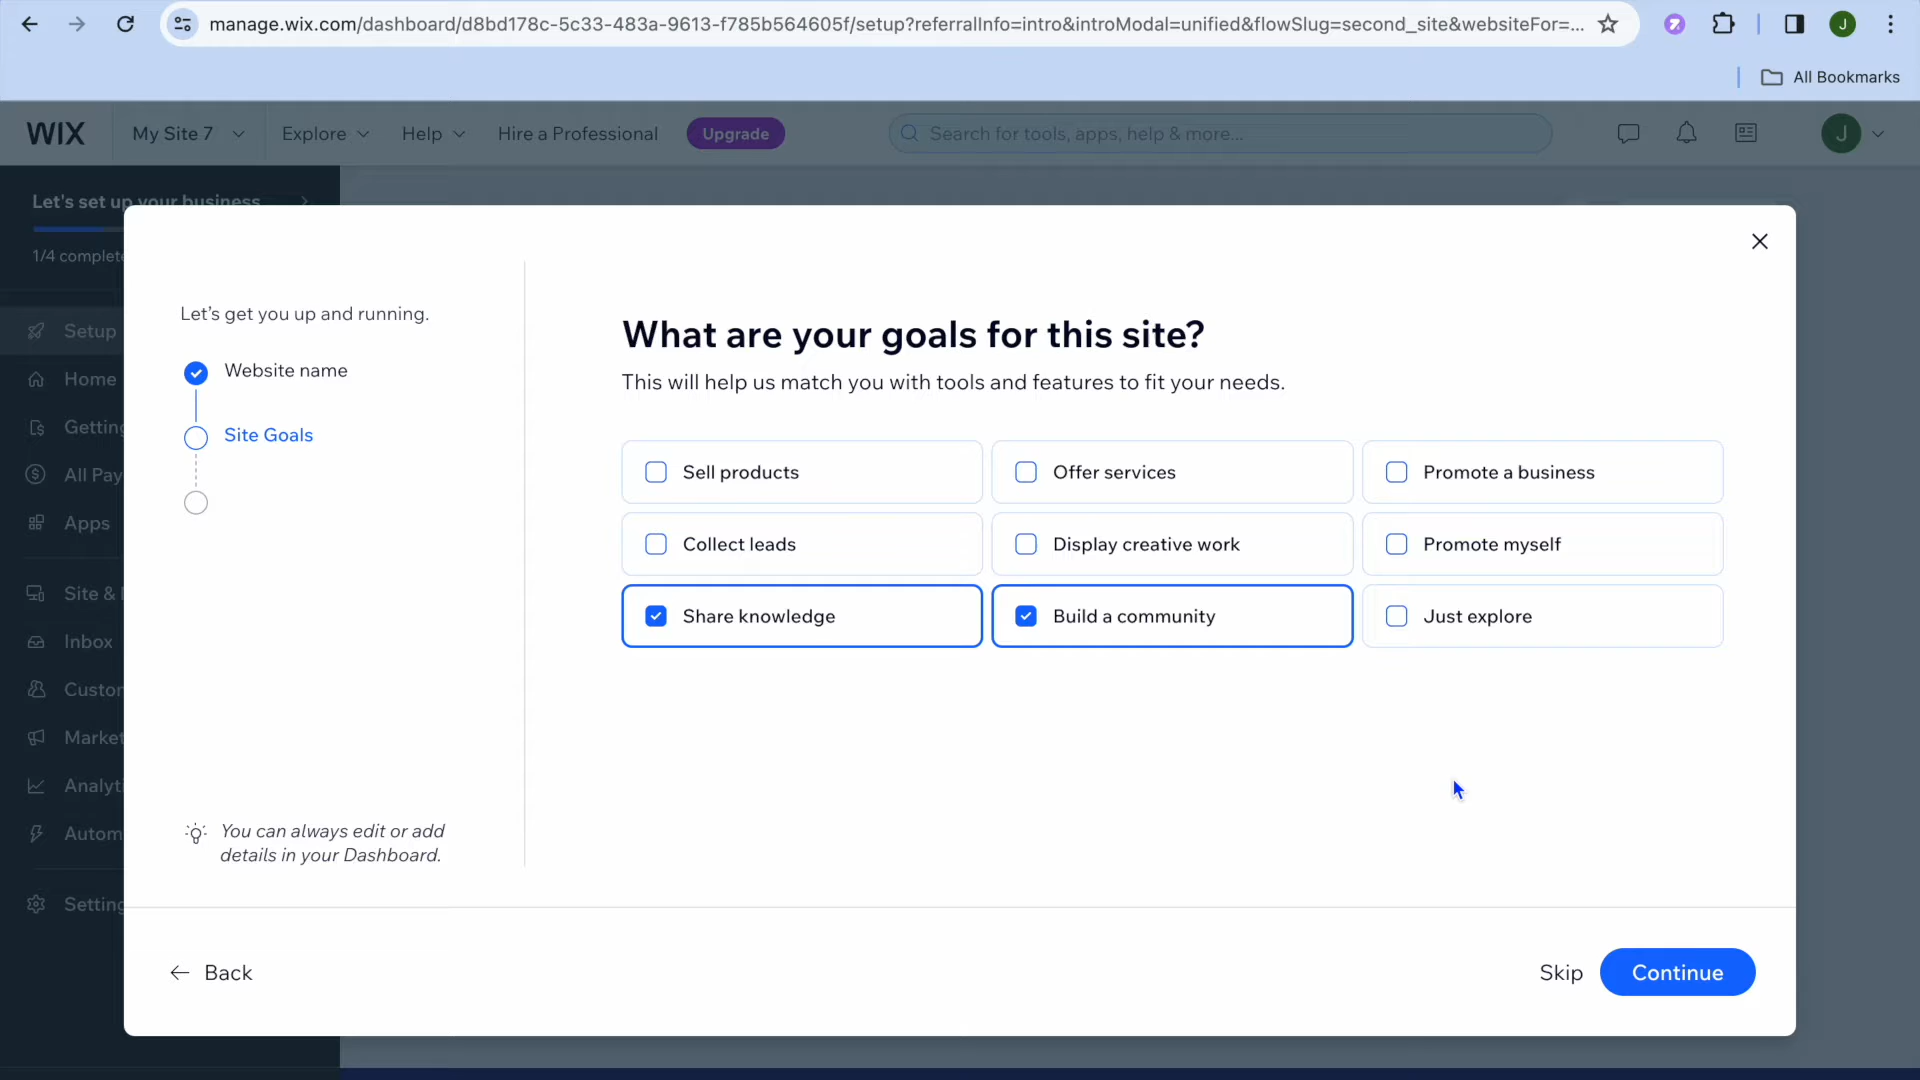 manage.wix.com/dashboard/d8bd178c-5c33-483a-9613-f785b564605f/setup?referralInfo=intro&introModal=unified&flowSlug=second_site&websiteFor=...
J
All Bookmarks
WIX
My Site 7
Explore
Help
Hire a Professional
Upgrade
Search for tools, apps, help & more...
J
Let's set up your business
1/4 complete
Setup
Home
Getting
All Pay
Apps
Site &
Inbox
Custom
Market
Analyti
Autom
Setting
Let's get you up and running.
Website name
Site Goals
You can always edit or add
details in your Dashboard.
What are your goals for this site?
This will help us match you with tools and features to fit your needs.
Sell products
Offer services
Promote a business
Collect leads
Display creative work
Promote myself
Share knowledge
Build a community
Just explore
Back
Skip
Continue